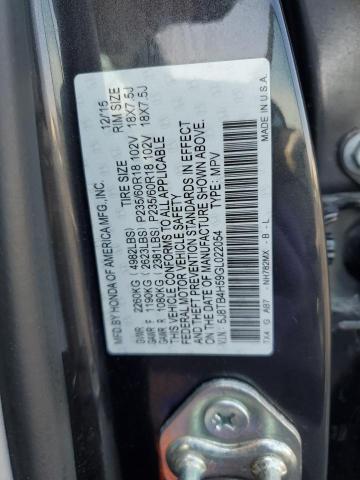 MFD.BY HONDA OF AMERICA MFG.,INC. 12/15
TIRE SIZE RIM SIZE
GVWR 2260KG (4982LBS) P235/60R18 102V 18X7.5J
GAWR F 1190KG (2623LBS) P235/60R18 102V 18X7.5J
GAWR R 1080KG (2381LBS)
THIS VEHICLE CONFORMS TO ALL APPLICABLE
FEDERAL MOTOR VEHICLE SAFETY
AND THEFT PREVENTION STANDARDS IN EFFECT
ON THE DATE OF MANUFACTURE SHOWN ABOVE.
V.I.N.: 5J8TB4H59GL022054 TYPE: MPV
TX4 G AB7 -NH782MX -B-L